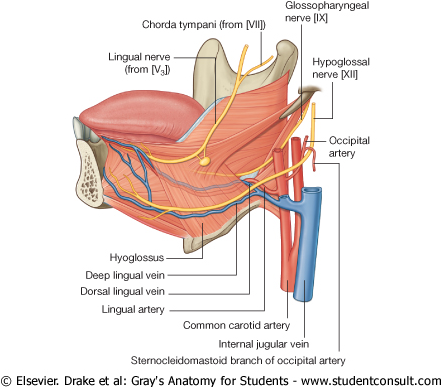 Chorda tympani (from [VII])
Glossopharyngeal
nerve [IX]
Lingual nerve
(from [V3])
Hypoglossal
nerve [XII]
Occipital
artery
Hyoglossus
Deep lingual vein
Dorsal lingual vein
Lingual artery
Common carotid artery
Internal jugular vein
Sternocleidomastoid branch of occipital artery
© Elsevier. Drake et al: Gray's Anatomy for Students - www.studentconsult.com